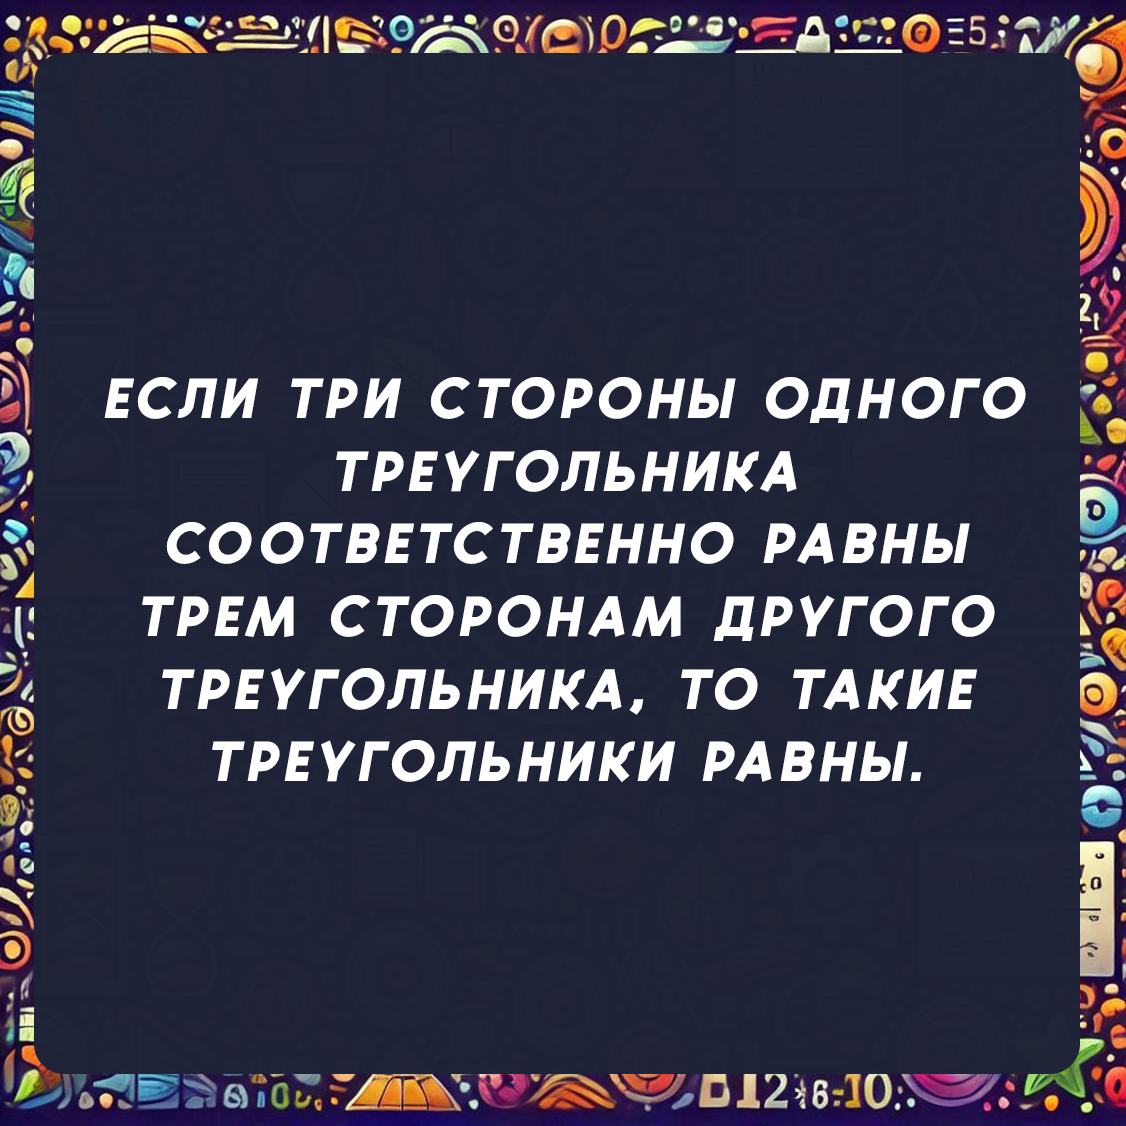 ЕСЛИ ТРИ СТОРОНЫ ОДНОГО
ТРЕУГОЛЬНИКА
СООТВЕТСТВЕННО РАВНЫ
ТРЕМ СТОРОНАМ ДРУГОГО
ТРЕУГОЛЬНИКА, ТО ТАКИЕ
ТРЕУГОЛЬНИКИ РАВНЫ.